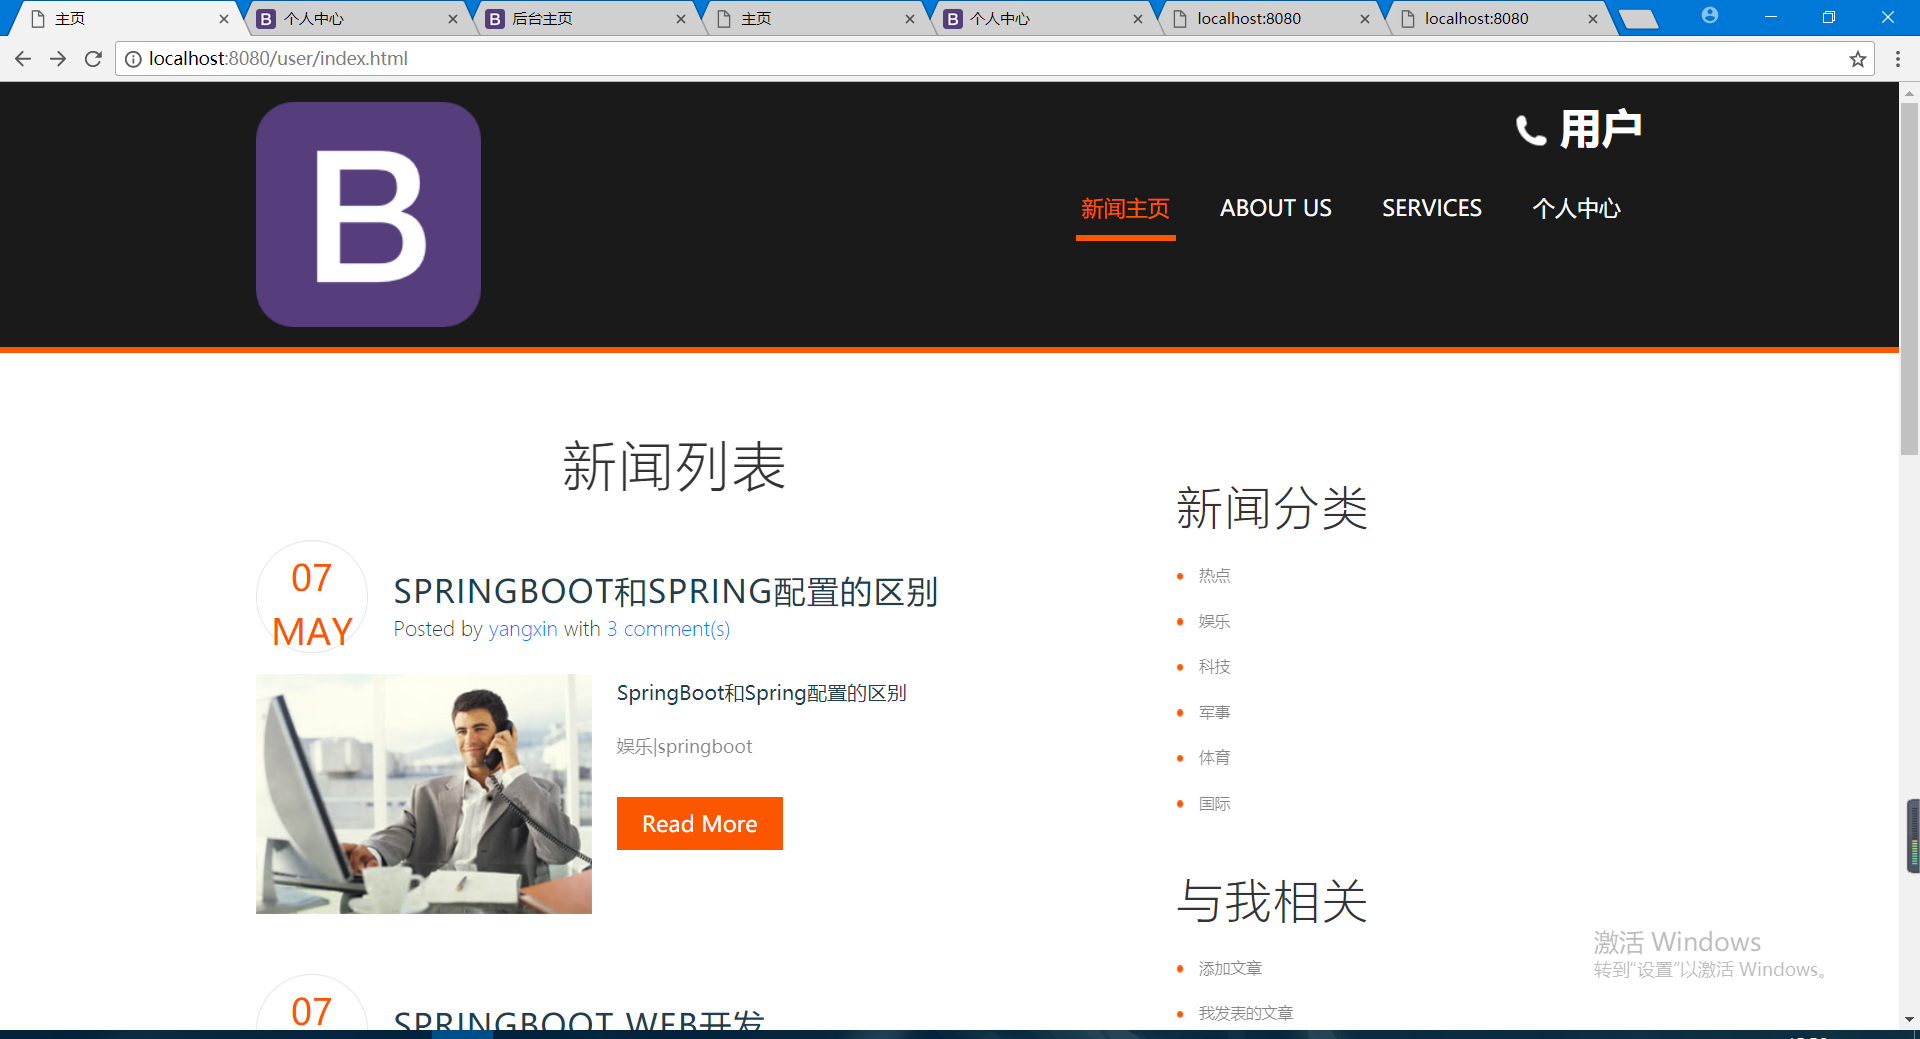 主页
个人中心
后台主页
主页
个人中心
localhost:8080
localhost:8080
localhost:8080/user/index.html
B
用户
新闻主页
ABOUT US
SERVICES
个人中心
新闻列表
07
MAY
SPRINGBOOT和SPRING配置的区别
Posted by yangxin with 3 comment(s)
SpringBoot和Spring配置的区别
娱乐|springboot
Read More
07
SPRINGBOOT WEB开发
新闻分类
热点
娱乐
科技
军事
体育
国际
与我相关
添加文章
我发表的文章
激活 Windows
转到“设置”以激活 Windows。